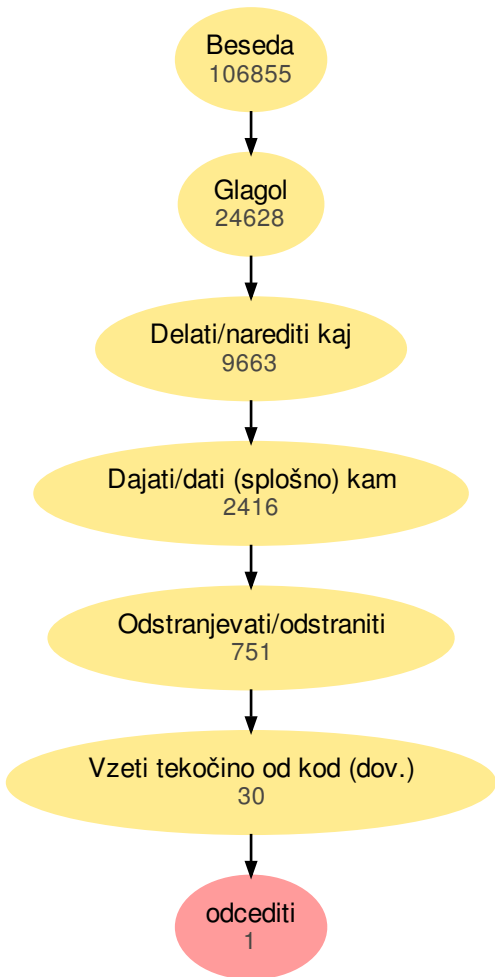 Beseda
106855
Glagol
24628
Delati/narediti kaj
9663
Dajati/dati (splošno) kam
2416
Odstranjevati/odstraniti
751
Vzeti tekočino od kod (dov.)
30
odcediti
1